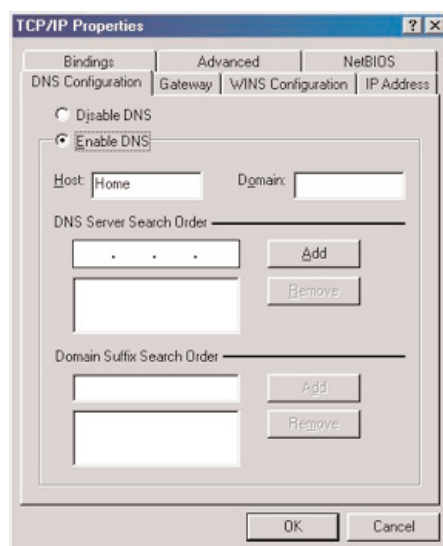 TCP/IP Properties
Bindings Advanced NetBIOS
DNS Configuration Gateway WINS Configuration IP Address
Disable DNS
Enable DNS
Host: Home Domain:
DNS Server Search Order
. . . Add
Remove
Domain Suffix Search Order
Add
Remove
OK Cancel